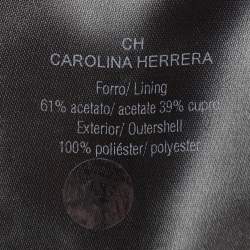 CH
CAROLINA HERRERA
Forro/ Lining
61% acetato/ acetate 39% cupro
Exterior/ Outershell
100% poliéster/ polyester